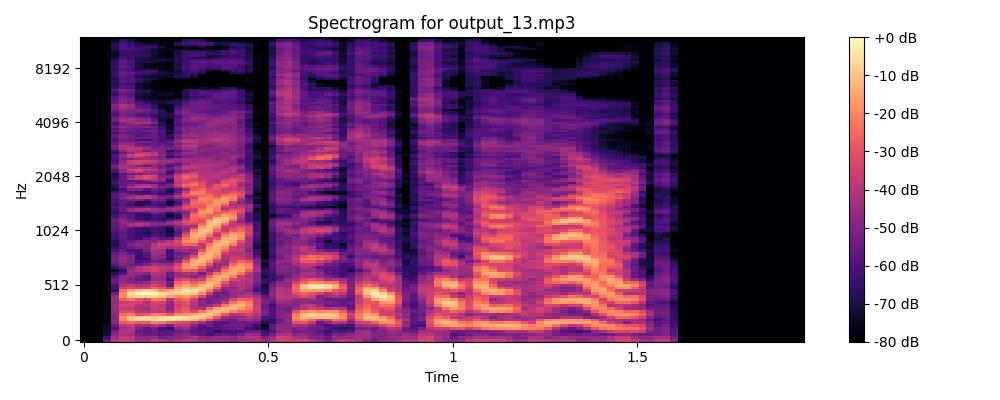 Spectrogram for output_13.mp3
Hz
8192
4096
2048
1024
512
0
0
0.5
1
1.5
Time
+0 dB
-10 dB
-20 dB
-30 dB
-40 dB
-50 dB
-60 dB
-70 dB
-80 dB